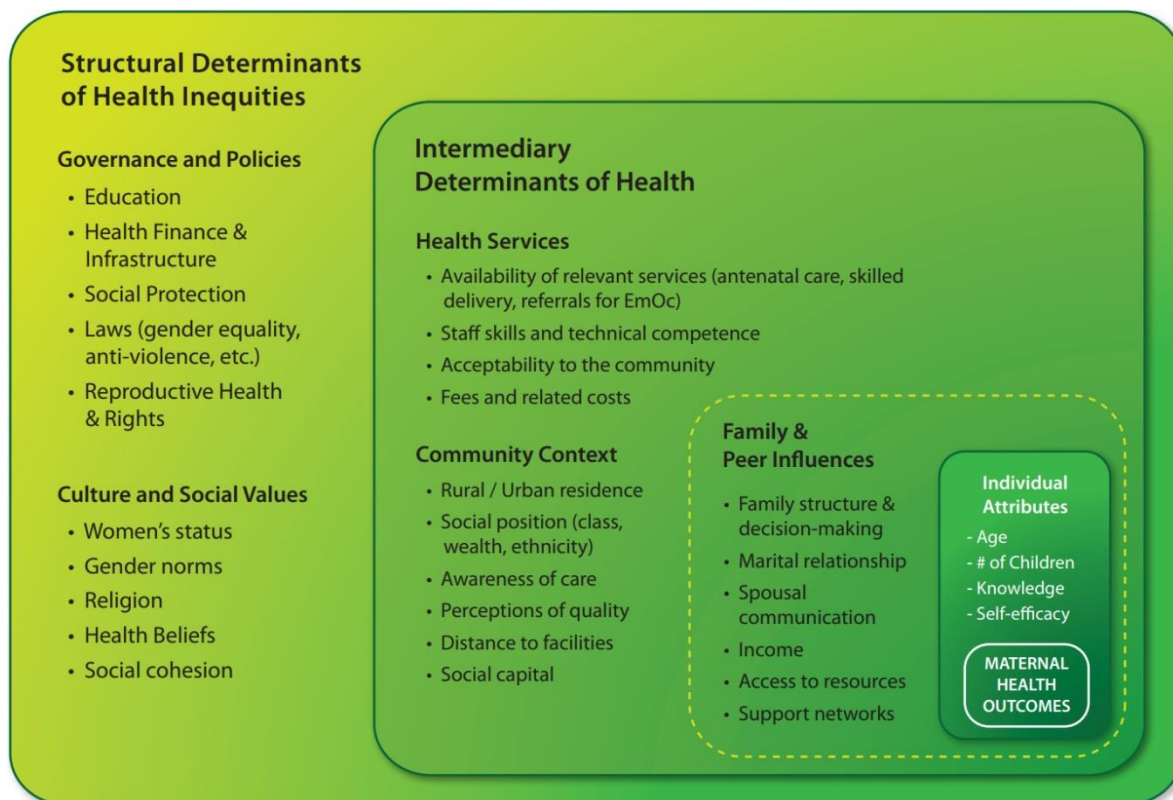 Structural Determinants
of Health Inequities
Governance and Policies
• Education
• Health Finance &
Infrastructure
• Social Protection
• Laws (gender equality,
anti-violence, etc.)
• Reproductive Health
& Rights
Culture and Social Values
• Women's status
• Gender norms
• Religion
• Health Beliefs
• Social cohesion
Intermediary
Determinants of Health
Health Services
• Availability of relevant services (antenatal care, skilled
delivery, referrals for EmOc)
• Staff skills and technical competence
• Acceptability to the community
• Fees and related costs
Community Context
• Rural / Urban residence
• Social position (class,
wealth, ethnicity)
• Awareness of care
• Perceptions of quality
• Distance to facilities
• Social capital
Family &
Peer Influences
• Family structure &
decision-making
• Marital relationship
• Spousal
communication
• Income
• Access to resources
• Support networks
Individual
Attributes
- Age
- # of Children
- Knowledge
- Self-efficacy
MATERNAL
HEALTH
OUTCOMES